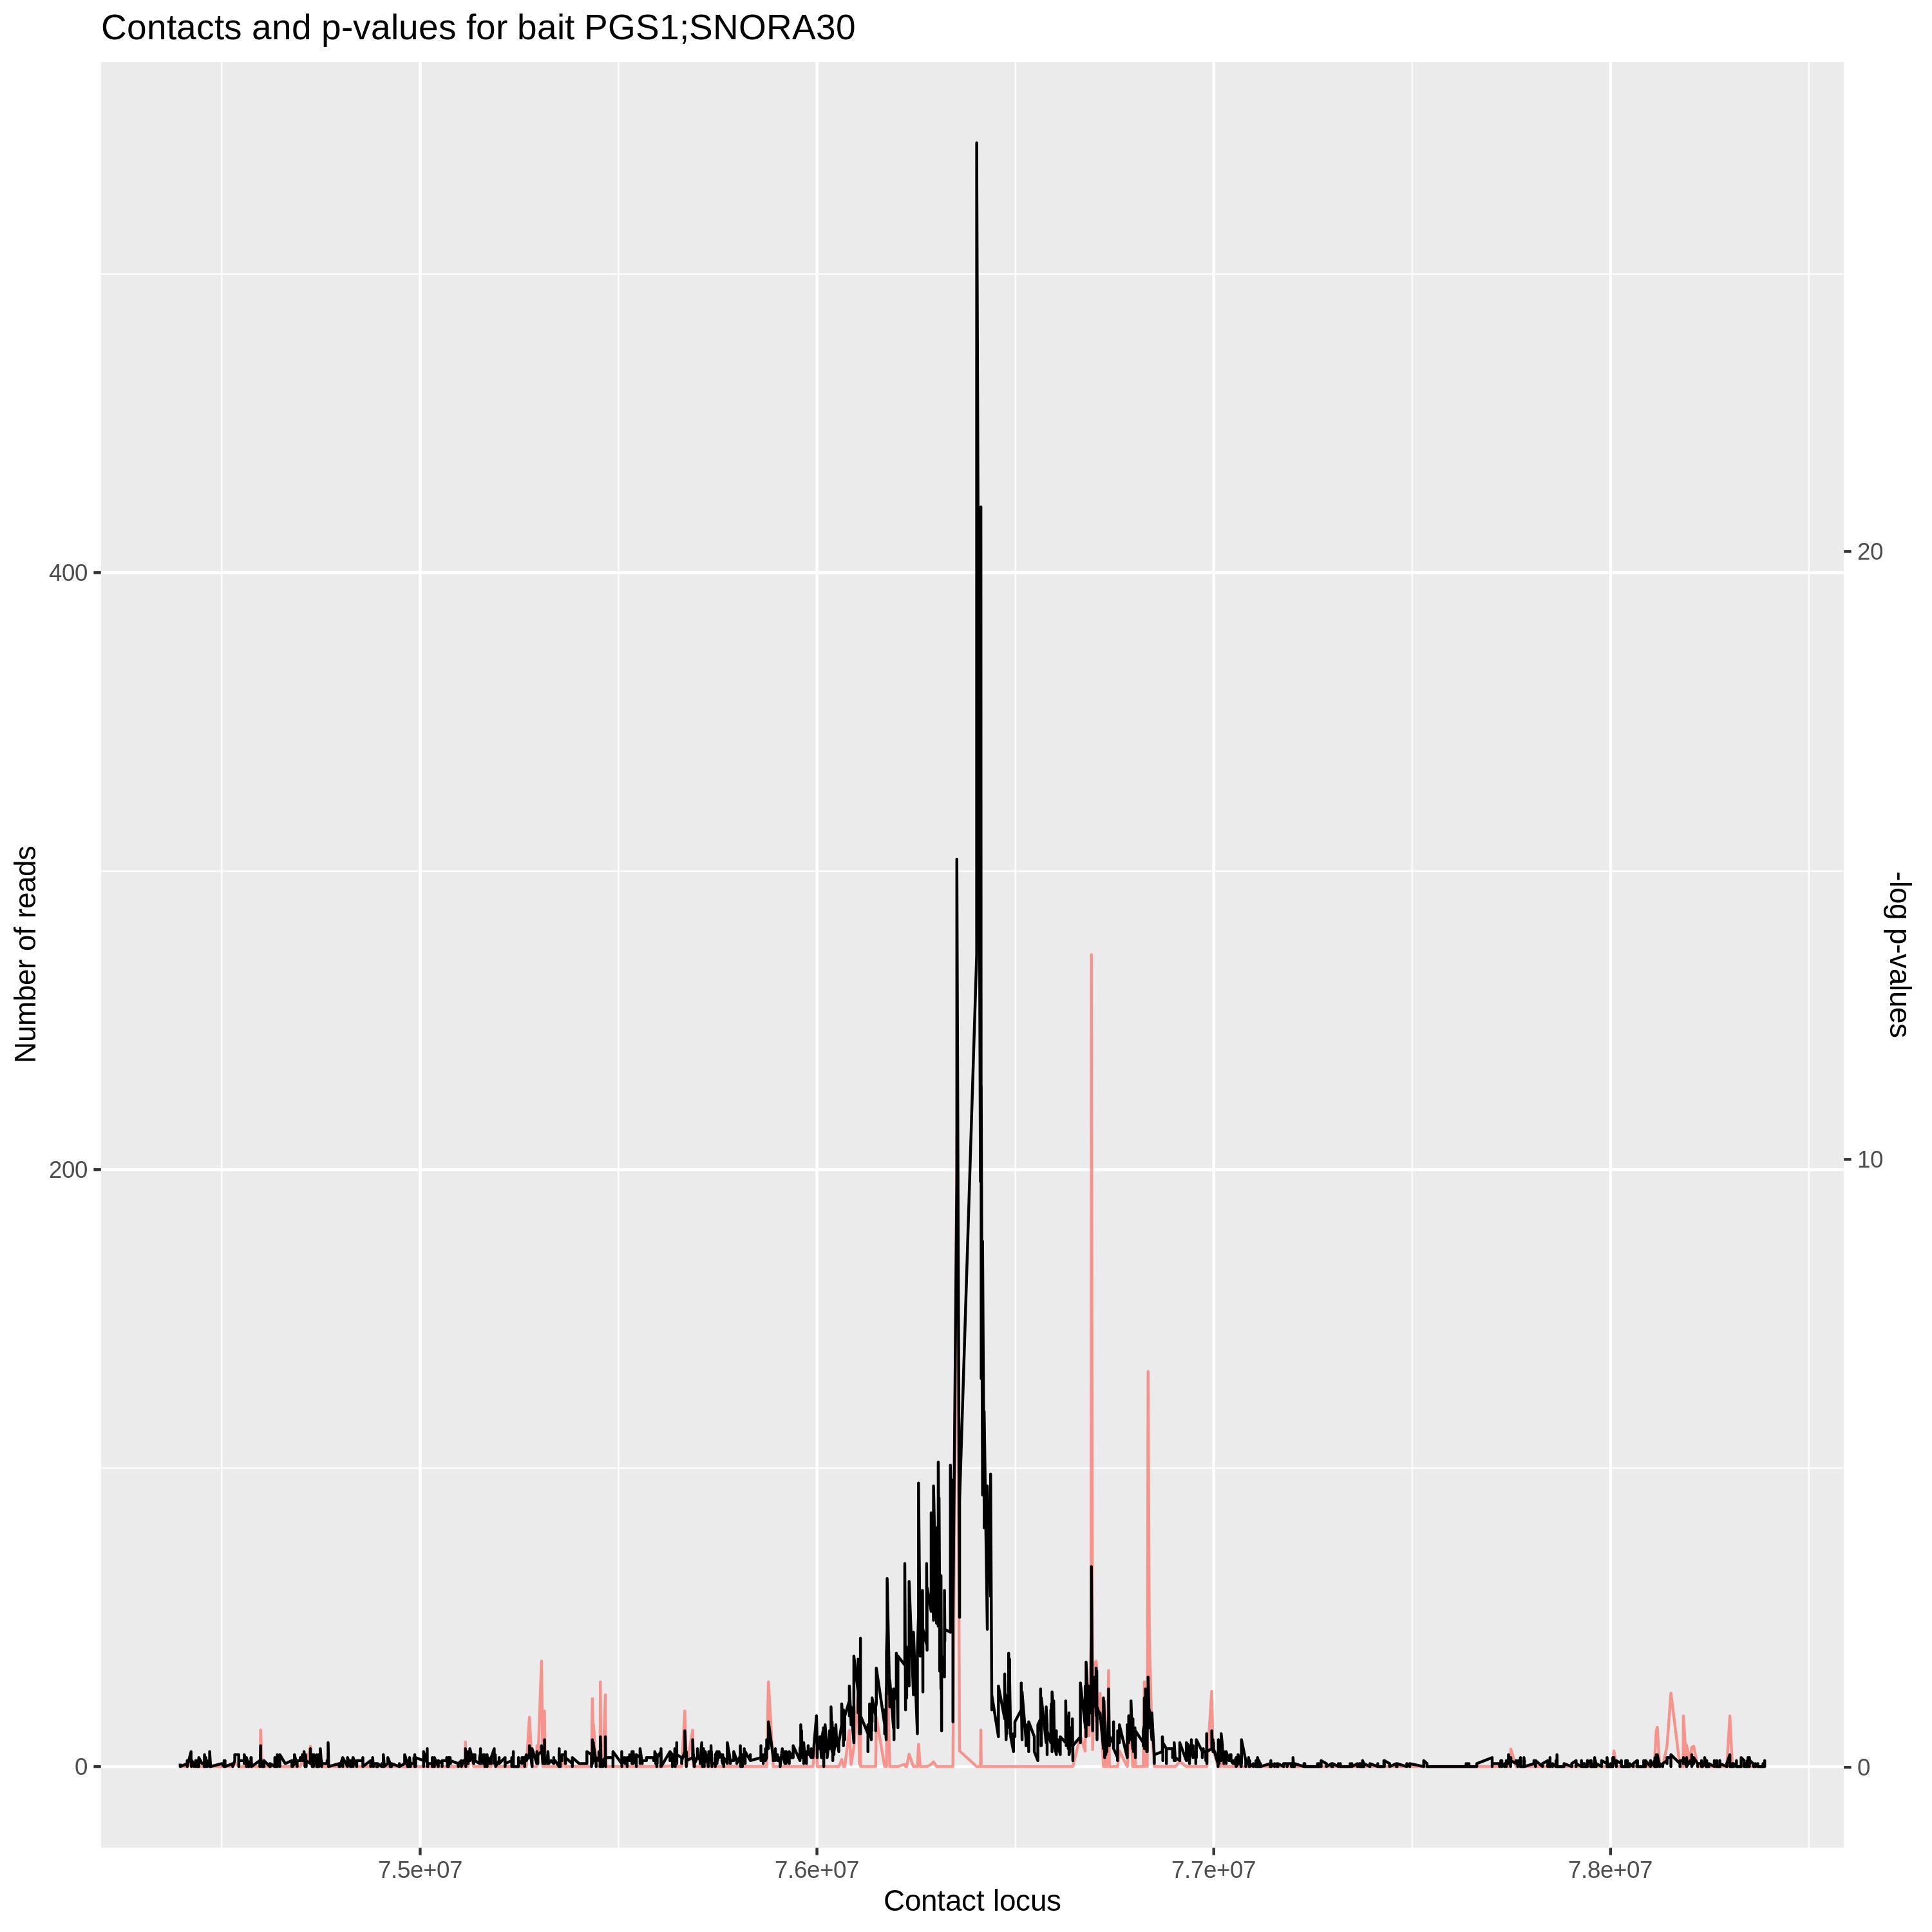 Contacts and p-values for bait PGS1;SNORA30
Number of reads
400
200
0
20
10
0
-log p-values
7.5e+07
7.6e+07
7.7e+07
7.8e+07
Contact locus